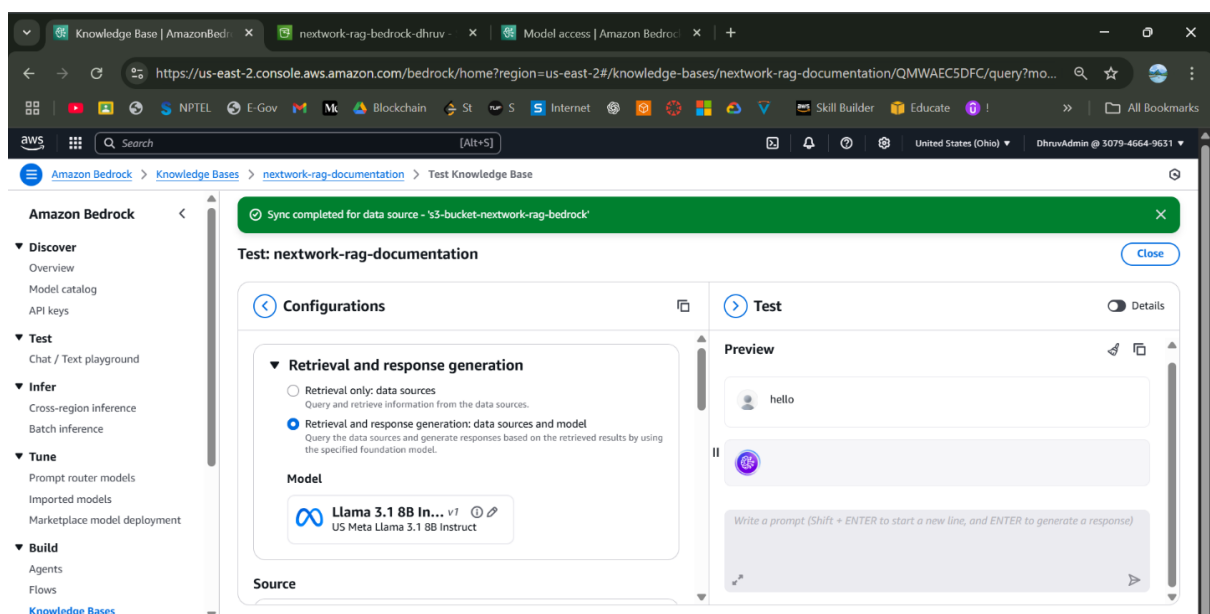 Knowledge Base | AmazonBedr
nextwork-rag-bedrock-dhruv -
Model access | Amazon Bedroc
https://us-east-2.console.aws.amazon.com/bedrock/home?region=us-east-2#/knowledge-bases/nextwork-rag-documentation/QMWAEC5DFC/query?mo...
NPTEL
E-Gov
Blockchain
St
S
Internet
Skill Builder
Educate
!
»
All Bookmarks
aws
Search
[Alt+S]
United States (Ohio)
DhruvAdmin @ 3079-4664-9631
Amazon Bedrock > Knowledge Bases > nextwork-rag-documentation > Test Knowledge Base
Amazon Bedrock
Discover
Overview
Model catalog
API keys
Test
Chat / Text playground
Infer
Cross-region inference
Batch inference
Tune
Prompt router models
Imported models
Marketplace model deployment
Build
Agents
Flows
Knowledge Bases
Sync completed for data source - 's3-bucket-nextwork-rag-bedrock'
Test: nextwork-rag-documentation
Close
Configurations
Retrieval and response generation
Retrieval only: data sources
Query and retrieve information from the data sources.
Retrieval and response generation: data sources and model
Query the data sources and generate responses based on the retrieved results by using
the specified foundation model.
Model
Llama 3.1 8B In... v1
US Meta Llama 3.1 8B Instruct
Source
Test
Details
Preview
hello
Write a prompt (Shift + ENTER to start a new line, and ENTER to generate a response)